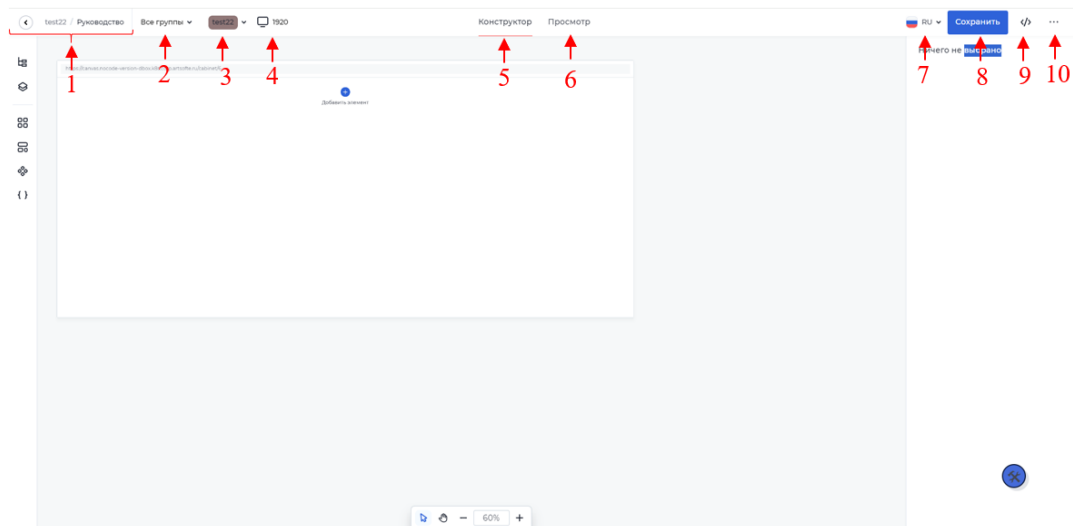 test22 / Руководство Все группы test22 1920 Конструктор Просмотр RU Сохранить </> ...
1 2 3 4 5 6 7 8 9 10
Ничего не выбрано
Добавить элемент
{ }
60%